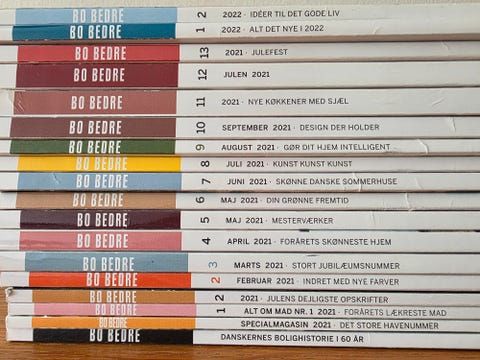 BO BEDRE 2 2022 · IDÉER TIL DET GODE LIV
BO BEDRE 1 2022 · ALT DET NYE I 2022
BO BEDRE 13 2021 · JULEFEST
BO BEDRE 12 JULEN 2021
BO BEDRE 11 2021 · NYE KØKKENER MED SJÆL
BO BEDRE 10 SEPTEMBER 2021 · DESIGN DER HOLDER
BO BEDRE 9 AUGUST 2021 · GØR DIT HJEM INTELLIGENT
BO BEDRE 8 JULI 2021 · KUNST KUNST KUNST
BO BEDRE 7 JUNI 2021 · SKØNNE DANSKE SOMMERHUSE
BO BEDRE 6 MAJ 2021 · DIN GRØNNE FREMTID
BO BEDRE 5 MAJ 2021 · MESTERVÆRKER
BO BEDRE 4 APRIL 2021 · FORÅRETS SKØNNESTE HJEM
BO BEDRE 3 MARTS 2021 · STORT JUBILÆUMSNUMMER
BO BEDRE 2 FEBRUAR 2021 · INDRET MED NYE FARVER
BO BEDRE 2 2021 · JULENS DEJLIGSTE OPSKRIFTER
BO BEDRE 1 ALT OM MAD NR. 1 2021 · FORÅRETS LÆKRESTE MAD
BO BEDRE SPECIALMAGASIN 2021 · DET STORE HAVENUMMER
BO BEDRE DANSKERNES BOLIGHISTORIE I 60 ÅR